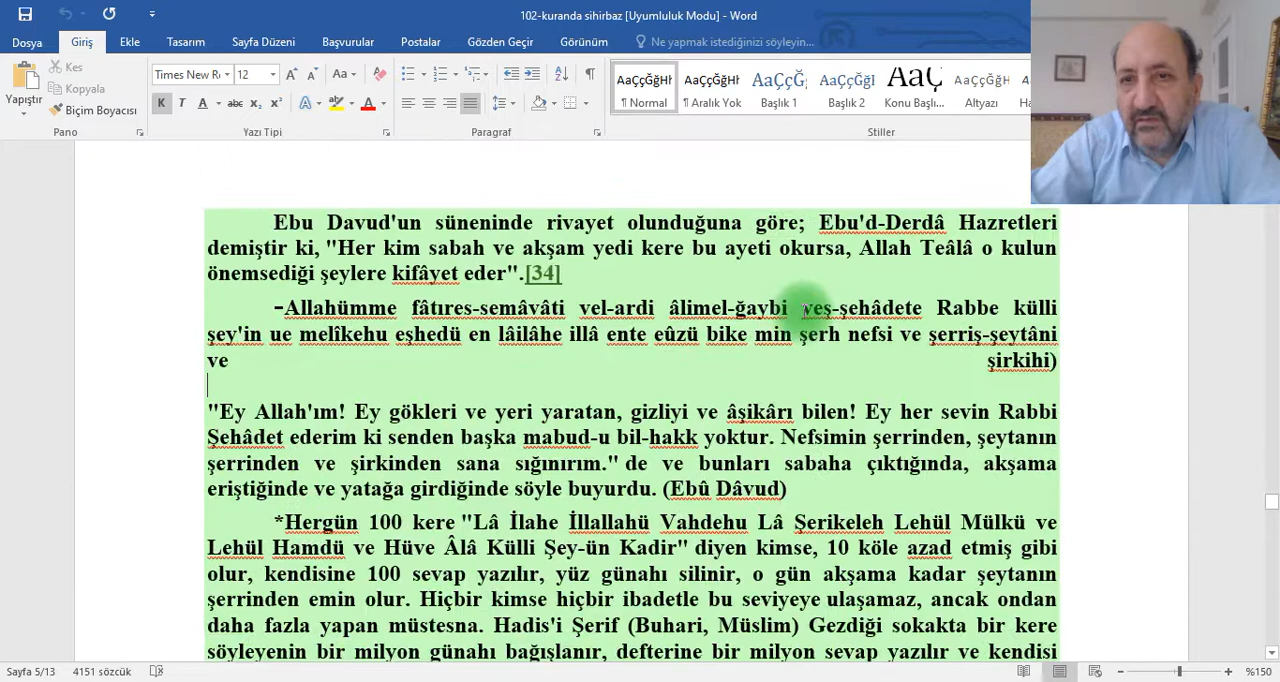 102-kuranda sihirbaz [Uyumluluk Modu] - Word
Dosya Giriş Ekle Tasarım Sayfa Düzeni Başvurular Postalar Gözden Geçir Görünüm Ne yapmak istediğinizi söyleyin...
Yapıştır
Kes
Kopyala
Biçim Boyacısı
Times New Ro 12
AaÇçĞğHł AaÇçĞğHł AaÇçĞğ AaÇçĞğI AaÇ AaÇçĞğH
¶ Normal ¶ Aralık Yok Başlık 1 Başlık 2 Konu Başlı... Altyazı
Pano Yazı Tipi Paragraf Stiller
Ebu Davud'un süneninde rivayet olunduğuna göre; Ebu'd-Derdâ Hazretleri
demiştir ki, "Her kim sabah ve akşam yedi kere bu ayeti okursa, Allah Teâlâ o kulun
önemsediği şeylere kifâyet eder".[34]
-Allahümme fâtıres-semâvâti vel-ardi âlimel-ğaybi veş-şehâdete Rabbe külli
şey'in ue melîkehu eşhedü en lâilâhe illâ ente eûzü bike min şerh nefsi ve şerriş-şeytâni
ve şirkihi)
"Ey Allah'ım! Ey gökleri ve yeri yaratan, gizliyi ve âşikârı bilen! Ey her sevin Rabbi
Şehâdet ederim ki senden başka mabud-u bil-hakk yoktur. Nefsimin şerrinden, şeytanın
şerrinden ve şirkinden sana sığınırım." de ve bunları sabaha çıktığında, akşama
eriştiğinde ve yatağa girdiğinde söyle buyurdu. (Ebû Dâvud)
*Hergün 100 kere "Lâ İlahe İllallahü Vahdehu Lâ Şerikeleh Lehül Mülkü ve
Lehül Hamdü ve Hüve Âlâ Külli Şey-ün Kadir" diyen kimse, 10 köle azad etmiş gibi
olur, kendisine 100 sevap yazılır, yüz günahı silinir, o gün akşama kadar şeytanın
şerrinden emin olur. Hiçbir kimse hiçbir ibadetle bu seviyeye ulaşamaz, ancak ondan
daha fazla yapan müstesna. Hadis'i Şerif (Buhari, Müslim) Gezdiği sokakta bir kere
söyleyenin bir milyon günahı bağışlanır, defterine bir milyon sevap yazılır ve kendisi
Sayfa 5/13 4151 sözcük %150